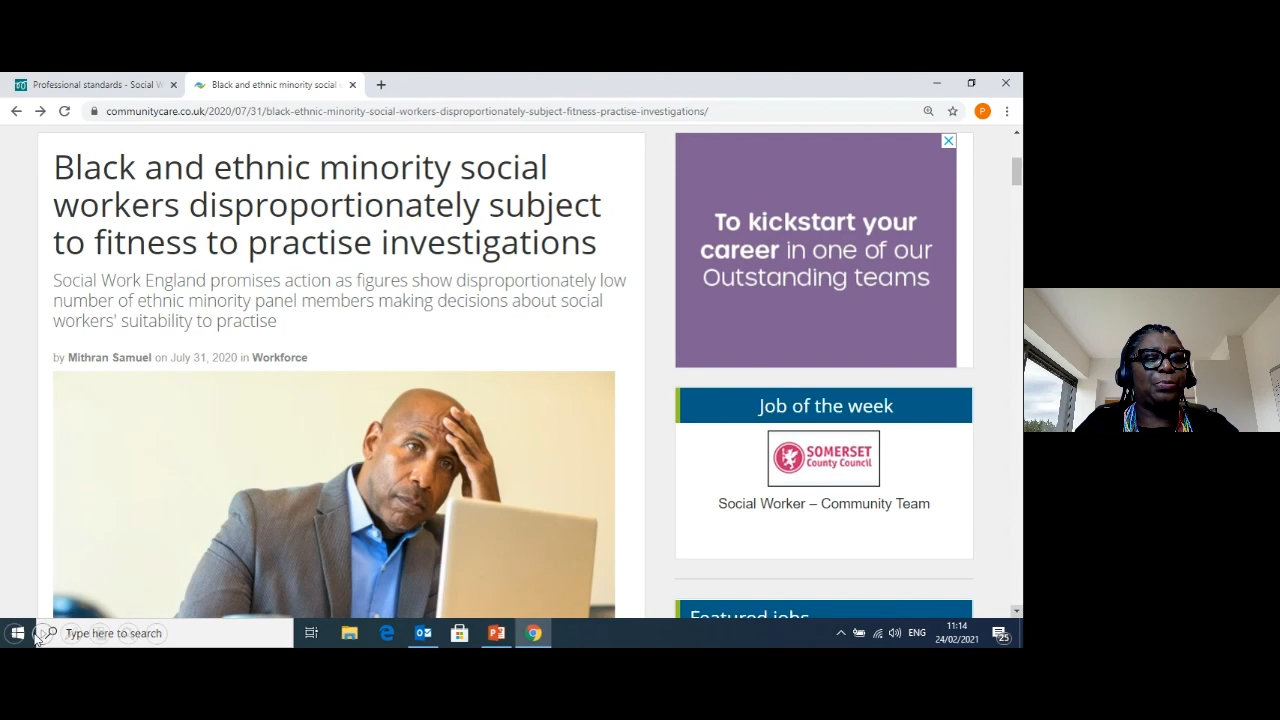 Professional standards - Social W
Black and ethnic minority social
communitycare.co.uk/2020/07/31/black-ethnic-minority-social-workers-disproportionately-subject-fitness-practise-investigations/
P
Black and ethnic minority social
workers disproportionately subject
to fitness to practise investigations
Social Work England promises action as figures show disproportionately low
number of ethnic minority panel members making decisions about social
workers' suitability to practise
by Mithran Samuel on July 31, 2020 in Workforce
To kickstart your
career in one of our
Outstanding teams
Job of the week
SOMERSET
County Council
Social Worker – Community Team
Featured jobs
Type here to search
ENG
11:14
24/02/2021
25